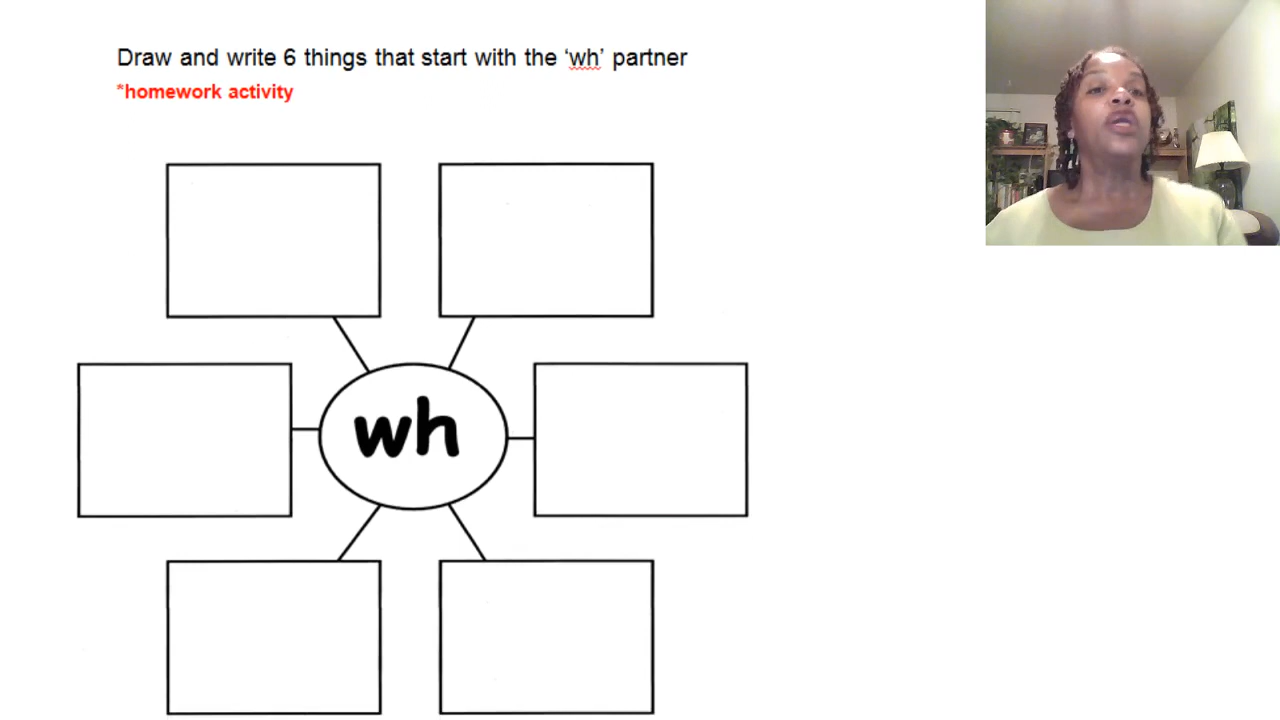 Draw and write 6 things that start with the ‘wh’ partner
*homework activity
wh